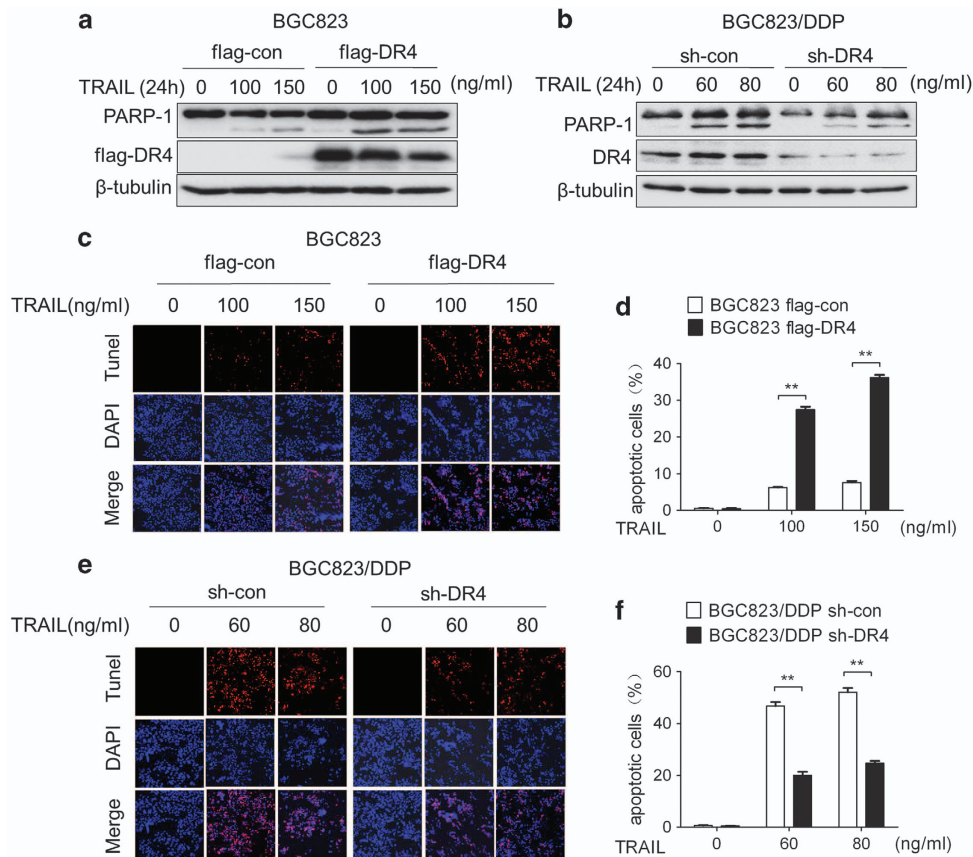 a
BGC823
flag-con flag-DR4
TRAIL (24h) 0 100 150 0 100 150 (ng/ml)
PARP-1
flag-DR4
β-tubulin
b
BGC823/DDP
sh-con sh-DR4
TRAIL (24h) 0 60 80 0 60 80 (ng/ml)
PARP-1
DR4
β-tubulin
c
BGC823
flag-con flag-DR4
TRAIL(ng/ml) 0 100 150 0 100 150
Tunel
DAPI
Merge
d
BGC823 flag-con
BGC823 flag-DR4
apoptotic cells (%)
40
30
20
10
0
**
**
TRAIL 0 100 150 (ng/ml)
e
BGC823/DDP
sh-con sh-DR4
TRAIL(ng/ml) 0 60 80 0 60 80
Tunel
DAPI
Merge
f
BGC823/DDP sh-con
BGC823/DDP sh-DR4
apoptotic cells (%)
60
40
20
0
**
**
TRAIL 0 60 80 (ng/ml)